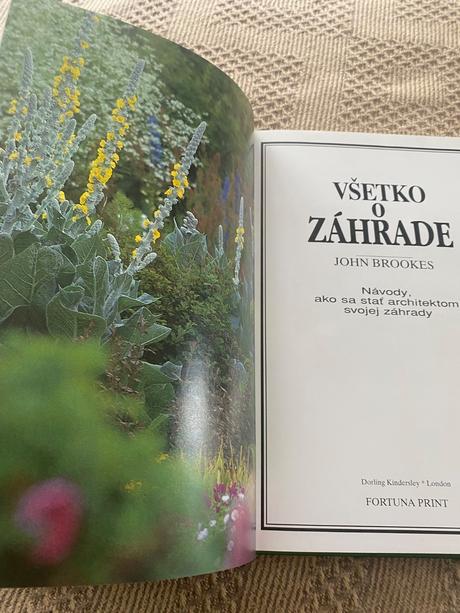 VŠETKO
O
ZÁHRADE
JOHN BROOKES
Návody,
ako sa stať architektom
svojej záhrady
Dorling Kindersley * London
FORTUNA PRINT